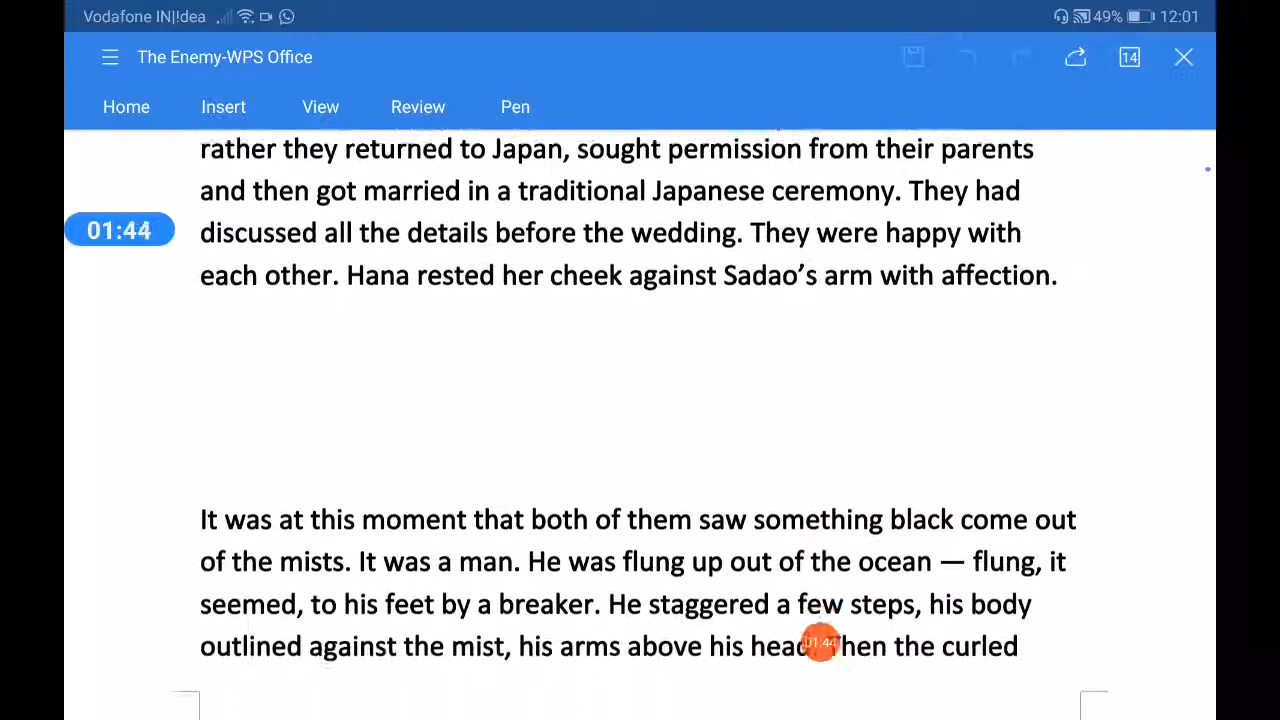 Vodafone IN|!dea 49% 12:01
The Enemy-WPS Office 14
Home Insert View Review Pen
rather they returned to Japan, sought permission from their parents
and then got married in a traditional Japanese ceremony. They had
01:44
discussed all the details before the wedding. They were happy with
each other. Hana rested her cheek against Sadao’s arm with affection.
It was at this moment that both of them saw something black come out
of the mists. It was a man. He was flung up out of the ocean — flung, it
seemed, to his feet by a breaker. He staggered a few steps, his body
outlined against the mist, his arms above his head. Then the curled
01:44